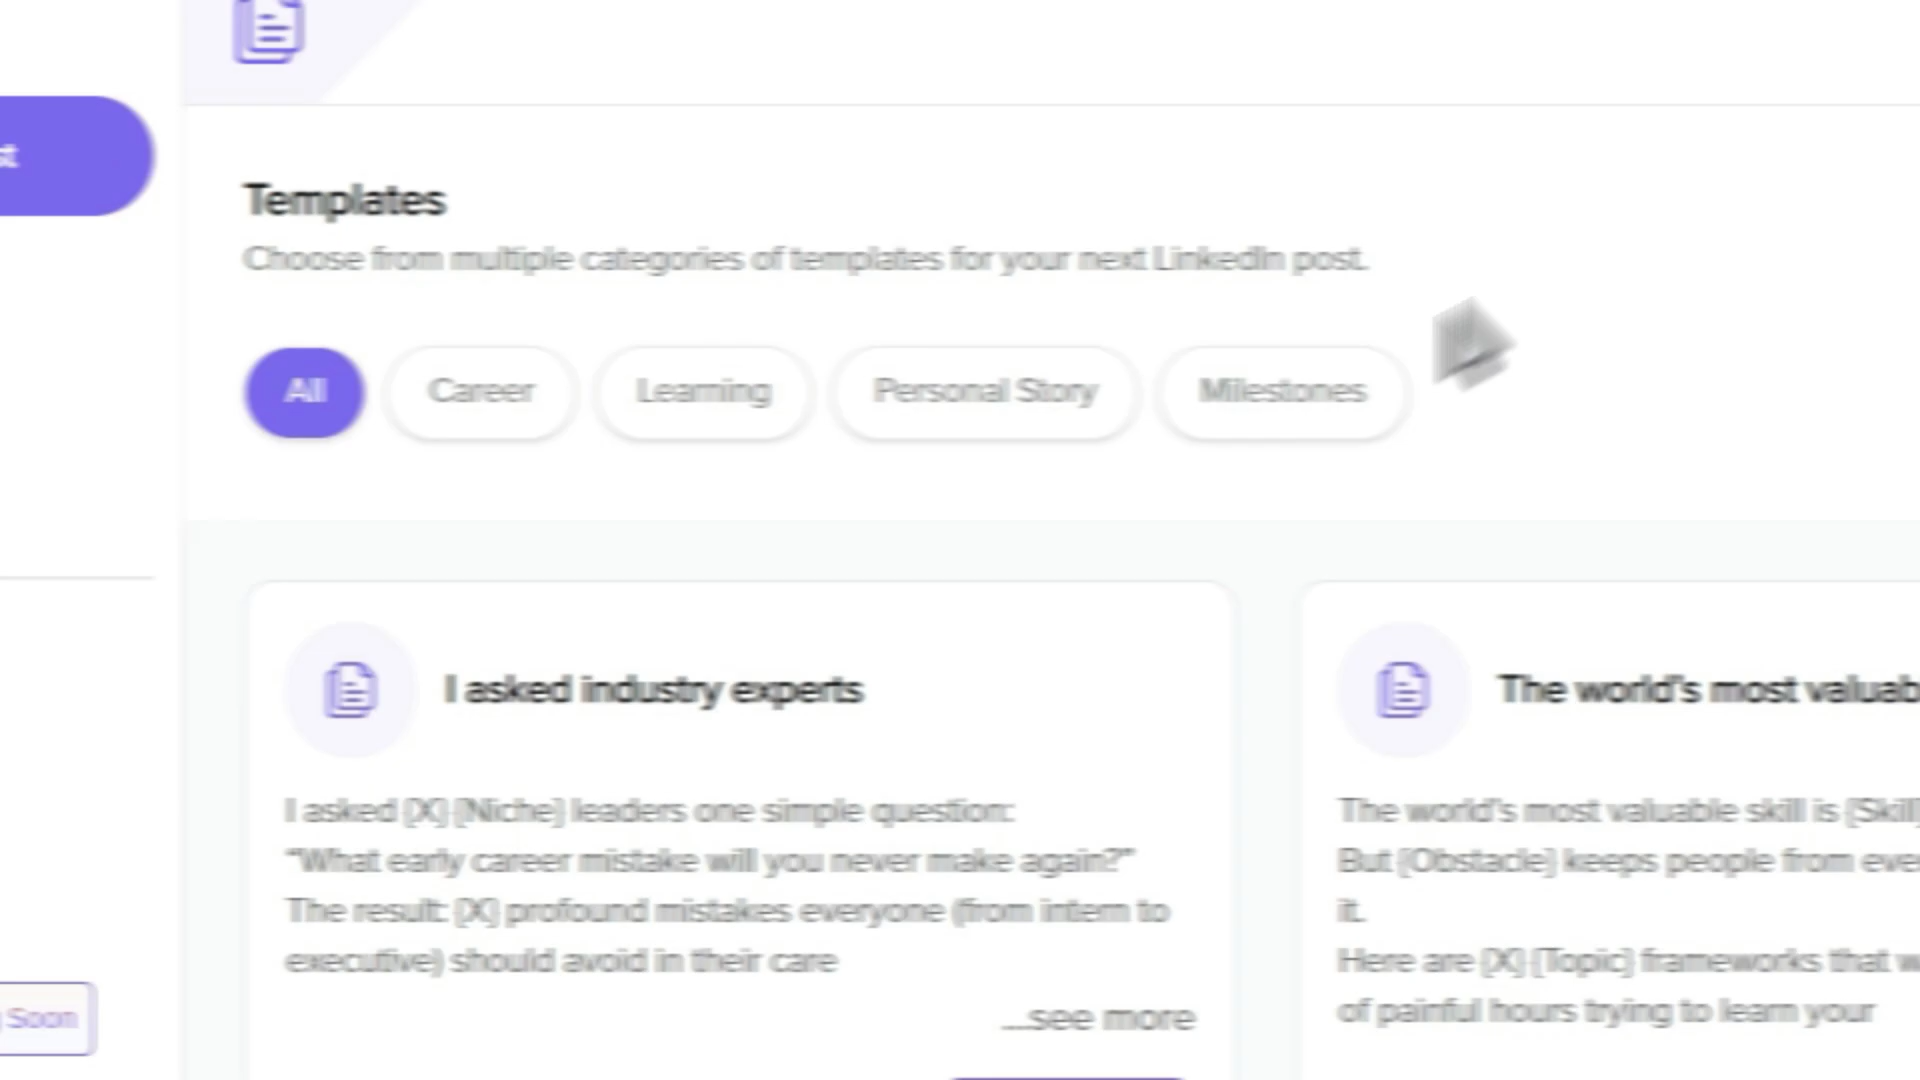 st
Templates
Choose from multiple categories of templates for your next LinkedIn post.
All
Career
Learning
Personal Story
Milestones
I asked industry experts
I asked [X] [Niche] leaders one simple question:
"What early career mistake will you never make again?"
The result: [X] profound mistakes everyone (from intern to
executive) should avoid in their care
...see more
The world's most valuab
The world's most valuable skill is [Skill]
But [Obstacle] keeps people from eve
it.
Here are [X] [Topic] frameworks that w
of painful hours trying to learn your
Soon